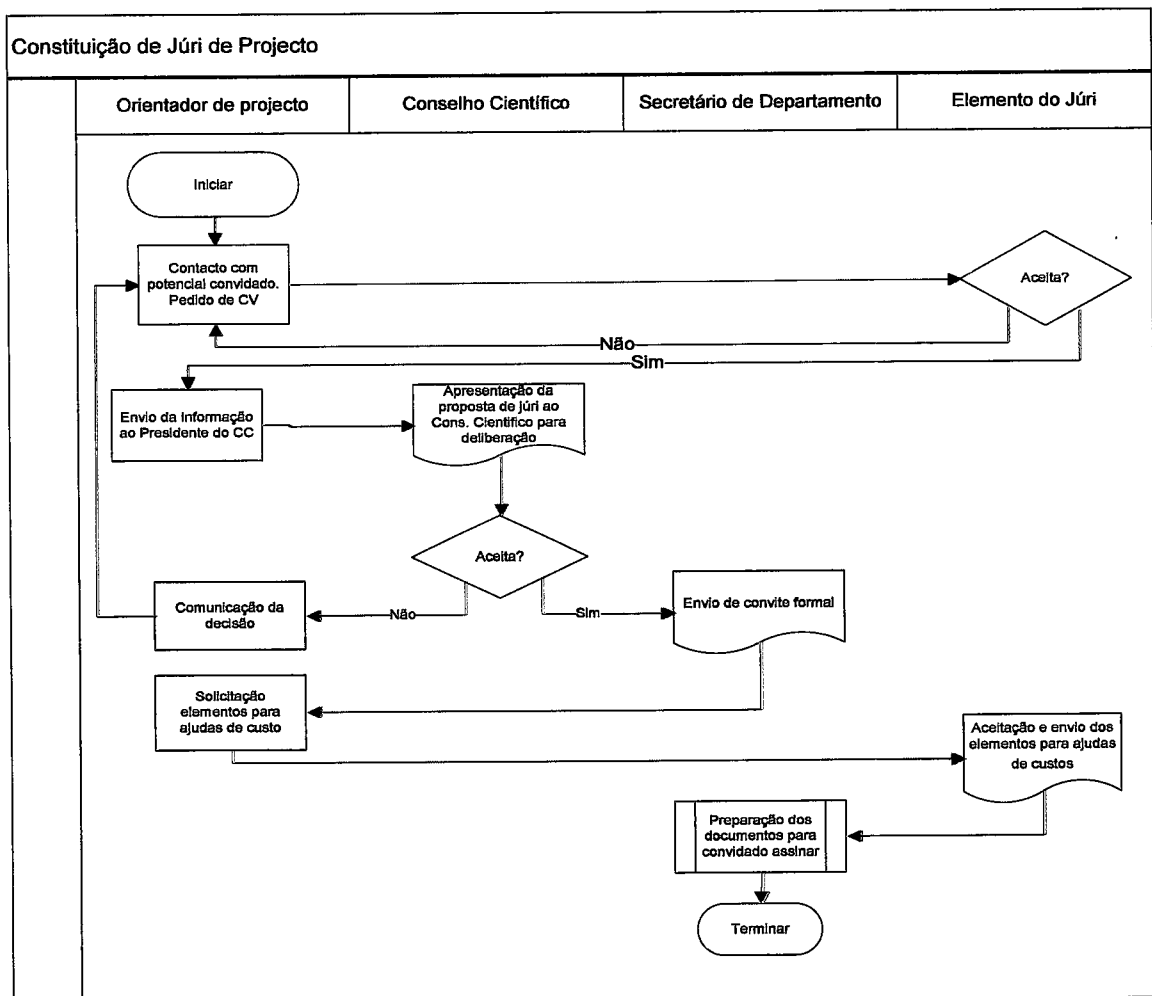 Constituição de Júri de Projecto
Orientador de projecto
Conselho Científico
Secretário de Departamento
Elemento do Júri
Iniciar
Contacto com
potencial convidado.
Pedido de CV
Aceita?
Não
Sim
Envio da Informação
ao Presidente do CC
Apresentação da
proposta de júri ao
Cons. Científico para
deliberação
Aceita?
Comunicação da
decisão
Não
Sim
Envio de convite formal
Solicitação
elementos para
ajudas de custo
Aceitação e envio dos
elementos para ajudas
de custos
Preparação dos
documentos para
convidado assinar
Terminar